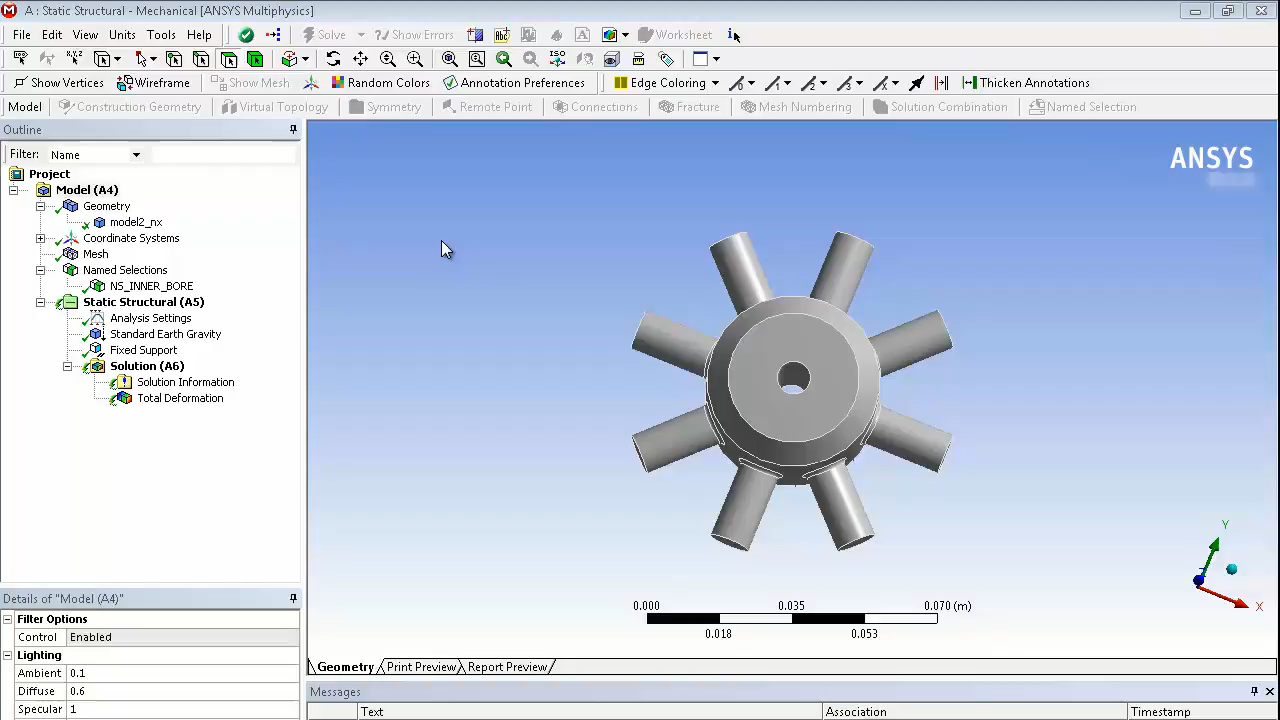 A : Static Structural - Mechanical [ANSYS Multiphysics]
File Edit View Units Tools Help Solve Show Errors Worksheet
Show Vertices Wireframe Show Mesh Random Colors Annotation Preferences Edge Coloring Thicken Annotations
Model Construction Geometry Virtual Topology Symmetry Remote Point Connections Fracture Mesh Numbering Solution Combination Named Selection
Outline
Filter: Name
Project
Model (A4)
Geometry
model2_nx
Coordinate Systems
Mesh
Named Selections
NS_INNER_BORE
Static Structural (A5)
Analysis Settings
Standard Earth Gravity
Fixed Support
Solution (A6)
Solution Information
Total Deformation
ANSYS
Y
X
0.000 0.035 0.070 (m)
0.018 0.053
Details of "Model (A4)"
Filter Options
Control Enabled
Lighting
Ambient 0.1
Diffuse 0.6
Specular 1
Geometry Print Preview Report Preview
Messages
Text Association Timestamp